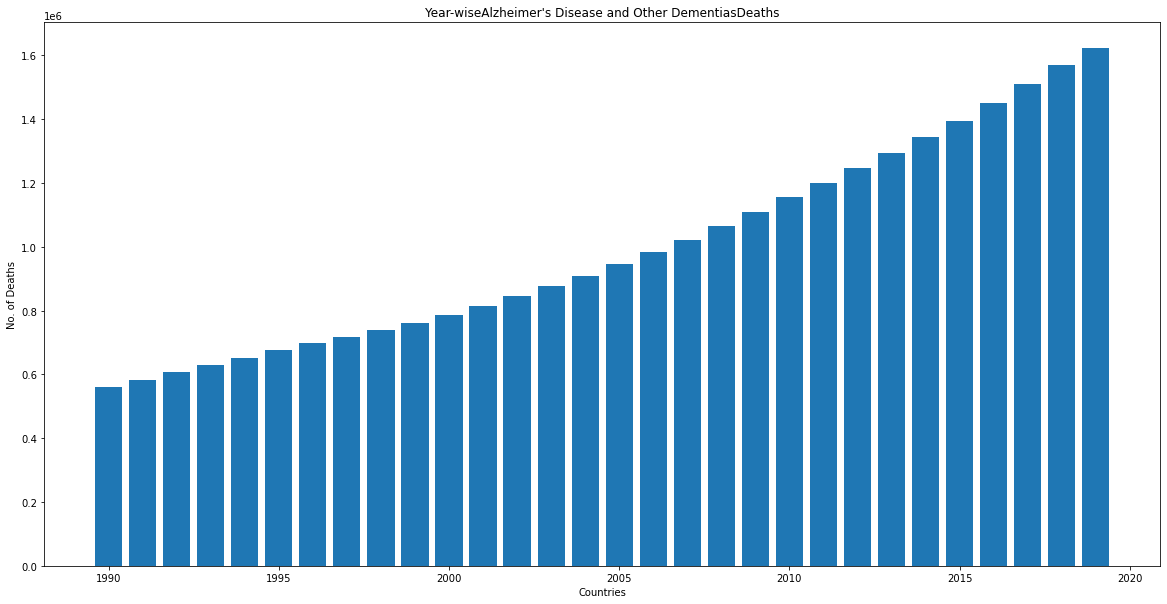 Year-wiseAlzheimer's Disease and Other DementiasDeaths
1e6
1.6
1.4
1.2
1.0
0.8
0.6
0.4
0.2
0.0
No. of Deaths
1990 1995 2000 2005 2010 2015 2020
Countries